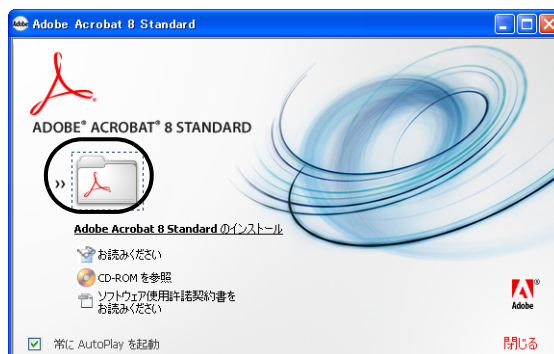 Adobe Acrobat 8 Standard
ADOBE® ACROBAT® 8 STANDARD
››
Adobe Acrobat 8 Standard のインストール
お読みください
CD-ROM を参照
ソフトウェア使用許諾契約書を
お読みください
Adobe
常に AutoPlay を起動
閉じる